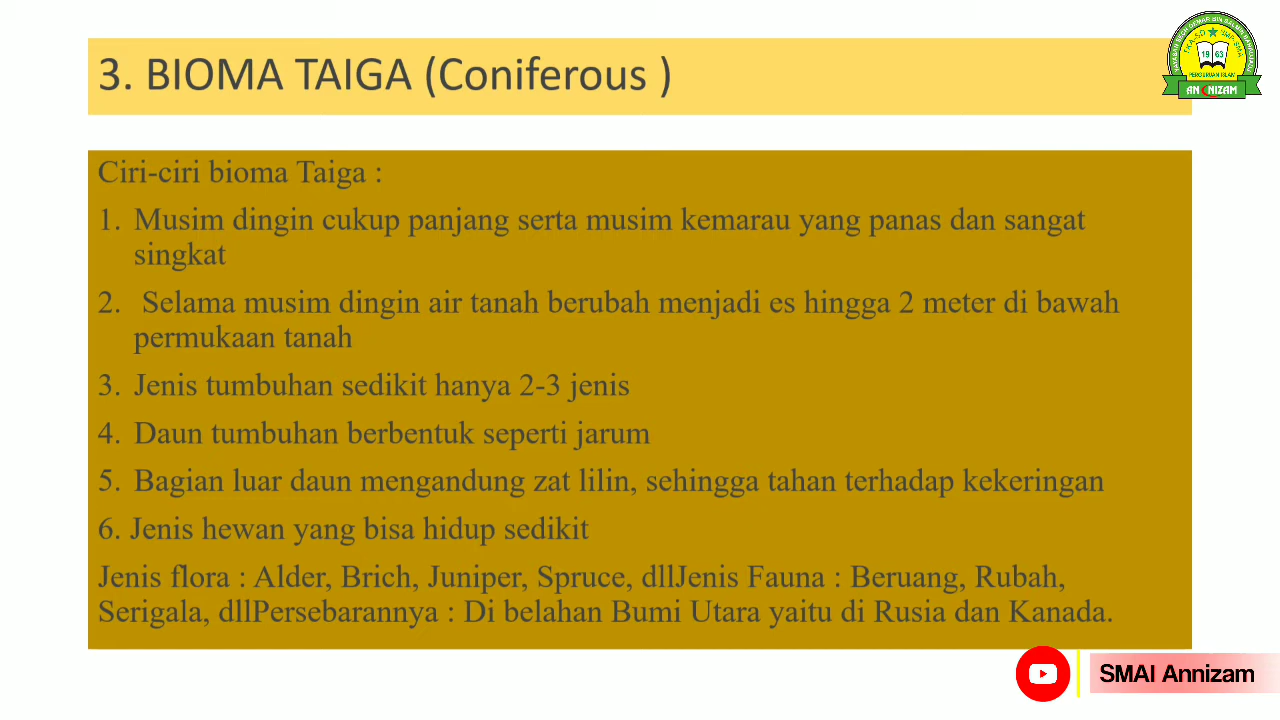 3. BIOMA TAIGA (Coniferous )
Ciri-ciri bioma Taiga :
1. Musim dingin cukup panjang serta musim kemarau yang panas dan sangat
singkat
2. Selama musim dingin air tanah berubah menjadi es hingga 2 meter di bawah
permukaan tanah
3. Jenis tumbuhan sedikit hanya 2-3 jenis
4. Daun tumbuhan berbentuk seperti jarum
5. Bagian luar daun mengandung zat lilin, sehingga tahan terhadap kekeringan
6. Jenis hewan yang bisa hidup sedikit
Jenis flora : Alder, Brich, Juniper, Spruce, dllJenis Fauna : Beruang, Rubah,
Serigala, dllPersebarannya : Di belahan Bumi Utara yaitu di Rusia dan Kanada.
19 63
PERGURUAN ISLAM
AN NIZAM
SMAI Annizam